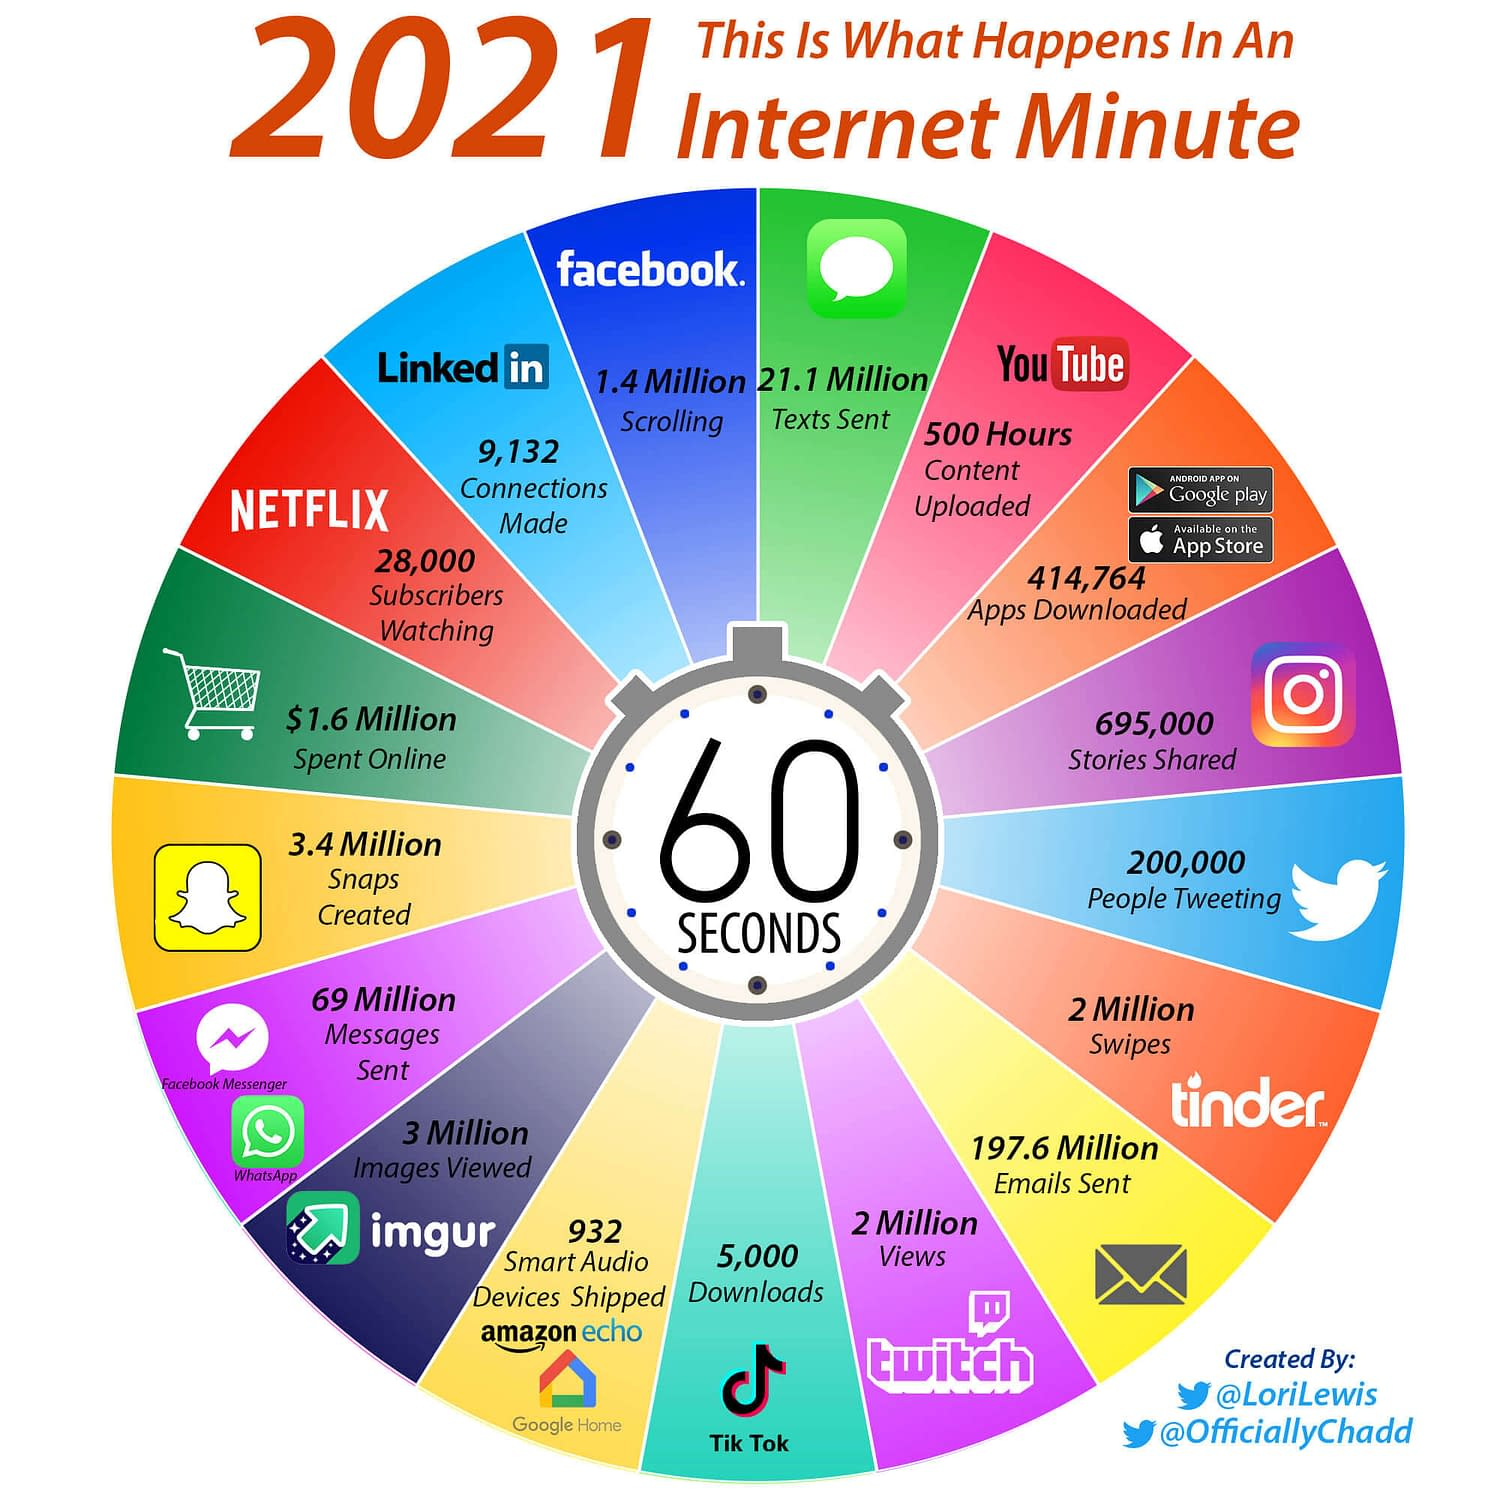 2021
This Is What Happens In An
Internet Minute
facebook.
1.4 Million
Scrolling
21.1 Million
Texts Sent
YouTube
500 Hours
Content
Uploaded
ANDROID APP ON
Google play
Available on the
App Store
414,764
Apps Downloaded
695,000
Stories Shared
200,000
People Tweeting
2 Million
Swipes
tinder™
197.6 Million
Emails Sent
2 Million
Views
twitch
5,000
Downloads
Tik Tok
932
Smart Audio
Devices Shipped
amazon echo
Google Home
3 Million
Images Viewed
imgur
69 Million
Messages
Sent
Facebook Messenger
WhatsApp
3.4 Million
Snaps
Created
$1.6 Million
Spent Online
NETFLIX
28,000
Subscribers
Watching
Linked in
9,132
Connections
Made
60
SECONDS
Created By:
@LoriLewis
@OfficiallyChadd